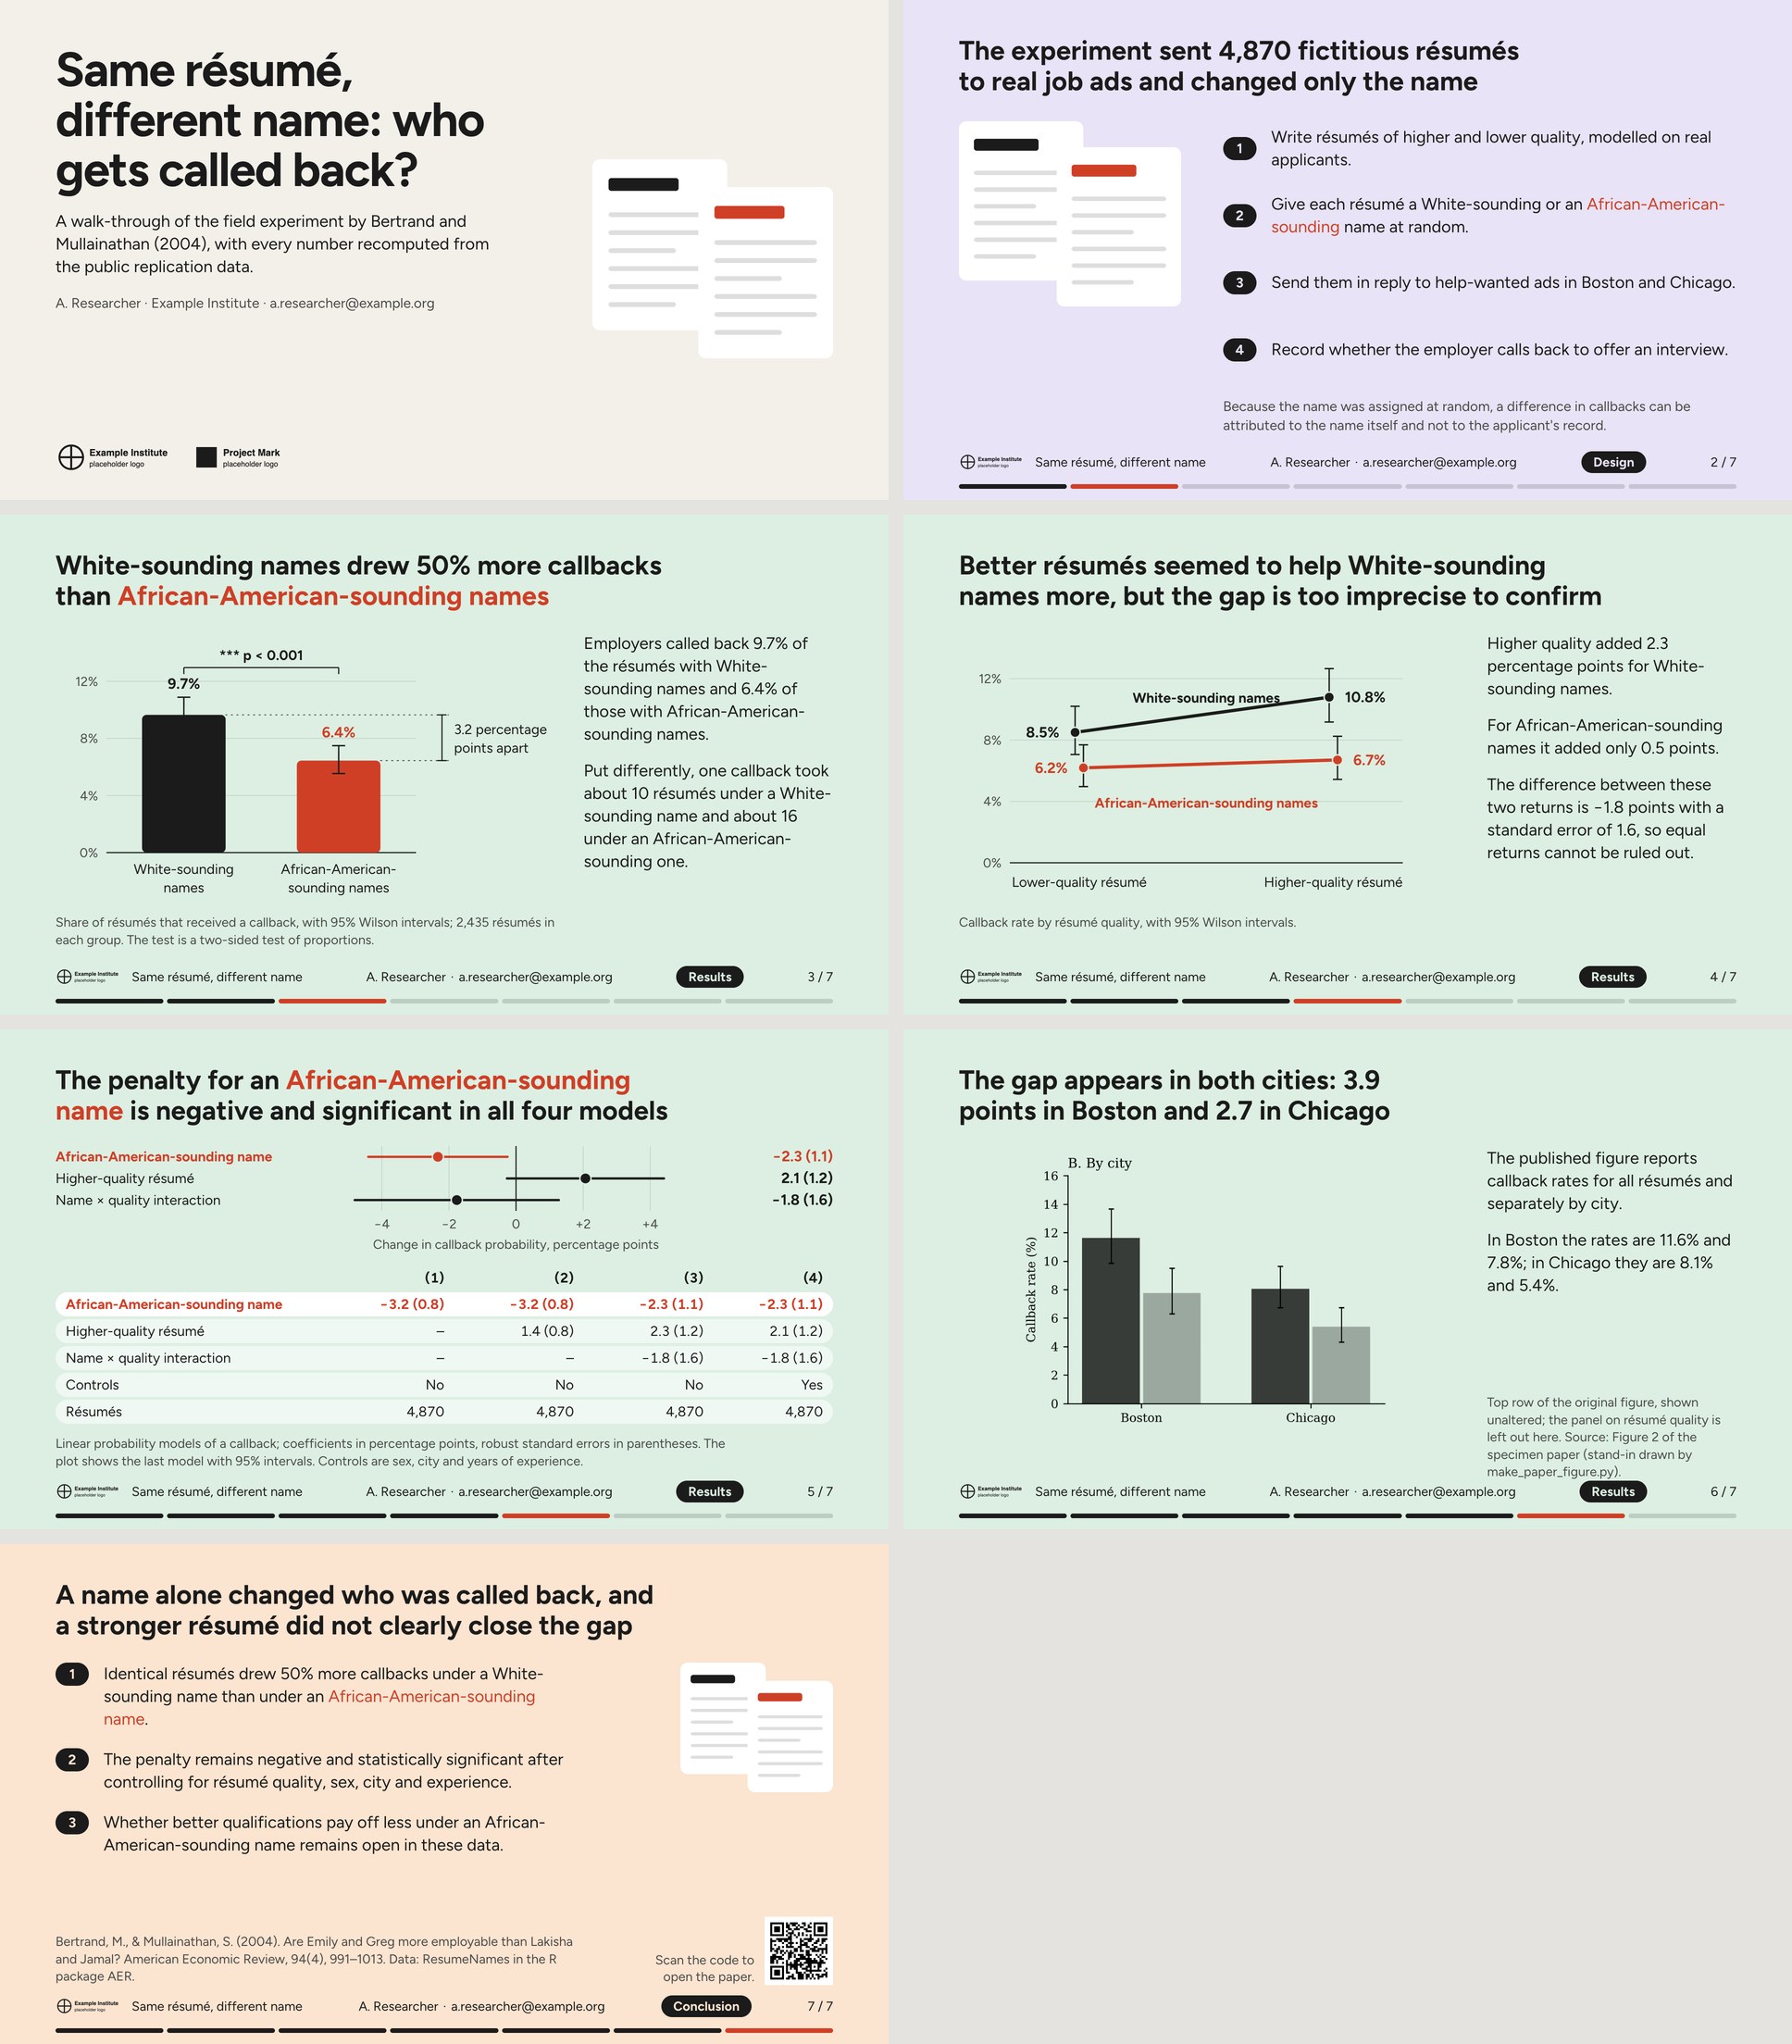 Same résumé,
different name: who
gets called back?
A walk-through of the field experiment by Bertrand and
Mullainathan (2004), with every number recomputed from
the public replication data.
A. Researcher · Example Institute · a.researcher@example.org
Example Institute
placeholder logo
Project Mark
placeholder logo
The experiment sent 4,870 fictitious résumés
to real job ads and changed only the name
1
Write résumés of higher and lower quality, modelled on real
applicants.
2
Give each résumé a White-sounding or an African-American-
sounding name at random.
3
Send them in reply to help-wanted ads in Boston and Chicago.
4
Record whether the employer calls back to offer an interview.
Because the name was assigned at random, a difference in callbacks can be
attributed to the name itself and not to the applicant's record.
Example Institute
placeholder logo
Same résumé, different name
A. Researcher · a.researcher@example.org
Design
2 / 7
White-sounding names drew 50% more callbacks
than African-American-sounding names
*** p < 0.001
12%
9.7%
8%
6.4%
3.2 percentage
points apart
4%
0%
White-sounding
names
African-American-
sounding names
Employers called back 9.7% of
the résumés with White-
sounding names and 6.4% of
those with African-American-
sounding names.
Put differently, one callback took
about 10 résumés under a White-
sounding name and about 16
under an African-American-
sounding one.
Share of résumés that received a callback, with 95% Wilson intervals; 2,435 résumés in
each group. The test is a two-sided test of proportions.
Example Institute
placeholder logo
Same résumé, different name
A. Researcher · a.researcher@example.org
Results
3 / 7
Better résumés seemed to help White-sounding
names more, but the gap is too imprecise to confirm
12%
White-sounding names
10.8%
8.5%
8%
6.2%
6.7%
4%
African-American-sounding names
0%
Lower-quality résumé
Higher-quality résumé
Higher quality added 2.3
percentage points for White-
sounding names.
For African-American-sounding
names it added only 0.5 points.
The difference between these
two returns is −1.8 points with a
standard error of 1.6, so equal
returns cannot be ruled out.
Callback rate by résumé quality, with 95% Wilson intervals.
Example Institute
placeholder logo
Same résumé, different name
A. Researcher · a.researcher@example.org
Results
4 / 7
The penalty for an African-American-sounding
name is negative and significant in all four models
African-American-sounding name −2.3 (1.1)
Higher-quality résumé 2.1 (1.2)
Name × quality interaction −1.8 (1.6)
−4 −2 0 +2 +4
Change in callback probability, percentage points
(1) (2) (3) (4)
African-American-sounding name −3.2 (0.8) −3.2 (0.8) −2.3 (1.1) −2.3 (1.1)
Higher-quality résumé – 1.4 (0.8) 2.3 (1.2) 2.1 (1.2)
Name × quality interaction – – −1.8 (1.6) −1.8 (1.6)
Controls No No No Yes
Résumés 4,870 4,870 4,870 4,870
Linear probability models of a callback; coefficients in percentage points, robust standard errors in parentheses. The
plot shows the last model with 95% intervals. Controls are sex, city and years of experience.
Example Institute
placeholder logo
Same résumé, different name
A. Researcher · a.researcher@example.org
Results
5 / 7
The gap appears in both cities: 3.9
points in Boston and 2.7 in Chicago
B. By city
16
14
12
10
8
6
4
2
0
Callback rate (%)
Boston
Chicago
The published figure reports
callback rates for all résumés and
separately by city.
In Boston the rates are 11.6% and
7.8%; in Chicago they are 8.1%
and 5.4%.
Top row of the original figure, shown
unaltered; the panel on résumé quality is
left out here. Source: Figure 2 of the
specimen paper (stand-in drawn by
make_paper_figure.py).
Example Institute
placeholder logo
Same résumé, different name
A. Researcher · a.researcher@example.org
Results
6 / 7
A name alone changed who was called back, and
a stronger résumé did not clearly close the gap
1
Identical résumés drew 50% more callbacks under a White-
sounding name than under an African-American-sounding
name.
2
The penalty remains negative and statistically significant after
controlling for résumé quality, sex, city and experience.
3
Whether better qualifications pay off less under an African-
American-sounding name remains open in these data.
Bertrand, M., & Mullainathan, S. (2004). Are Emily and Greg more employable than Lakisha
and Jamal? American Economic Review, 94(4), 991–1013. Data: ResumeNames in the R
package AER.
Scan the code to
open the paper.
Example Institute
placeholder logo
Same résumé, different name
A. Researcher · a.researcher@example.org
Conclusion
7 / 7